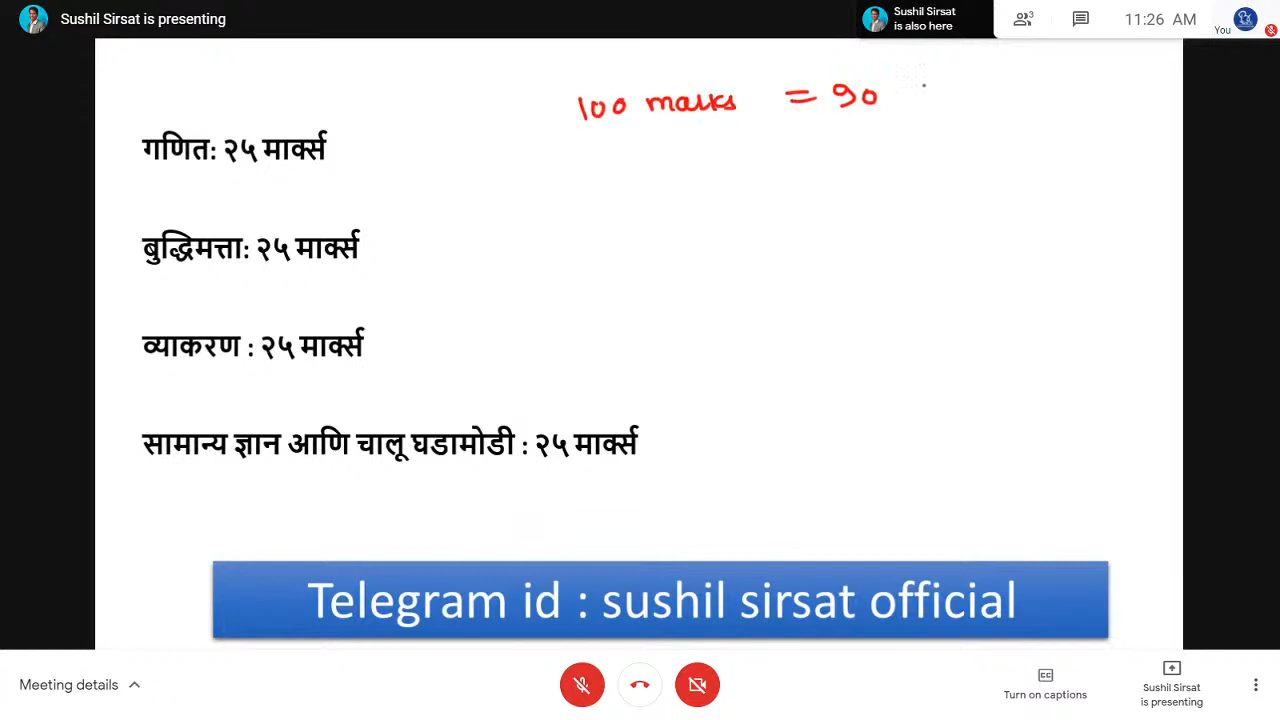 Sushil Sirsat is presenting
Sushil Sirsat
is also here
3
11:26 AM
You
100 marks = 90
गणित: २५ मार्क्स
बुद्धिमत्ता: २५ मार्क्स
व्याकरण : २५ मार्क्स
सामान्य ज्ञान आणि चालू घडामोडी : २५ मार्क्स
Telegram id : sushil sirsat official
Meeting details
Turn on captions
Sushil Sirsat
is presenting